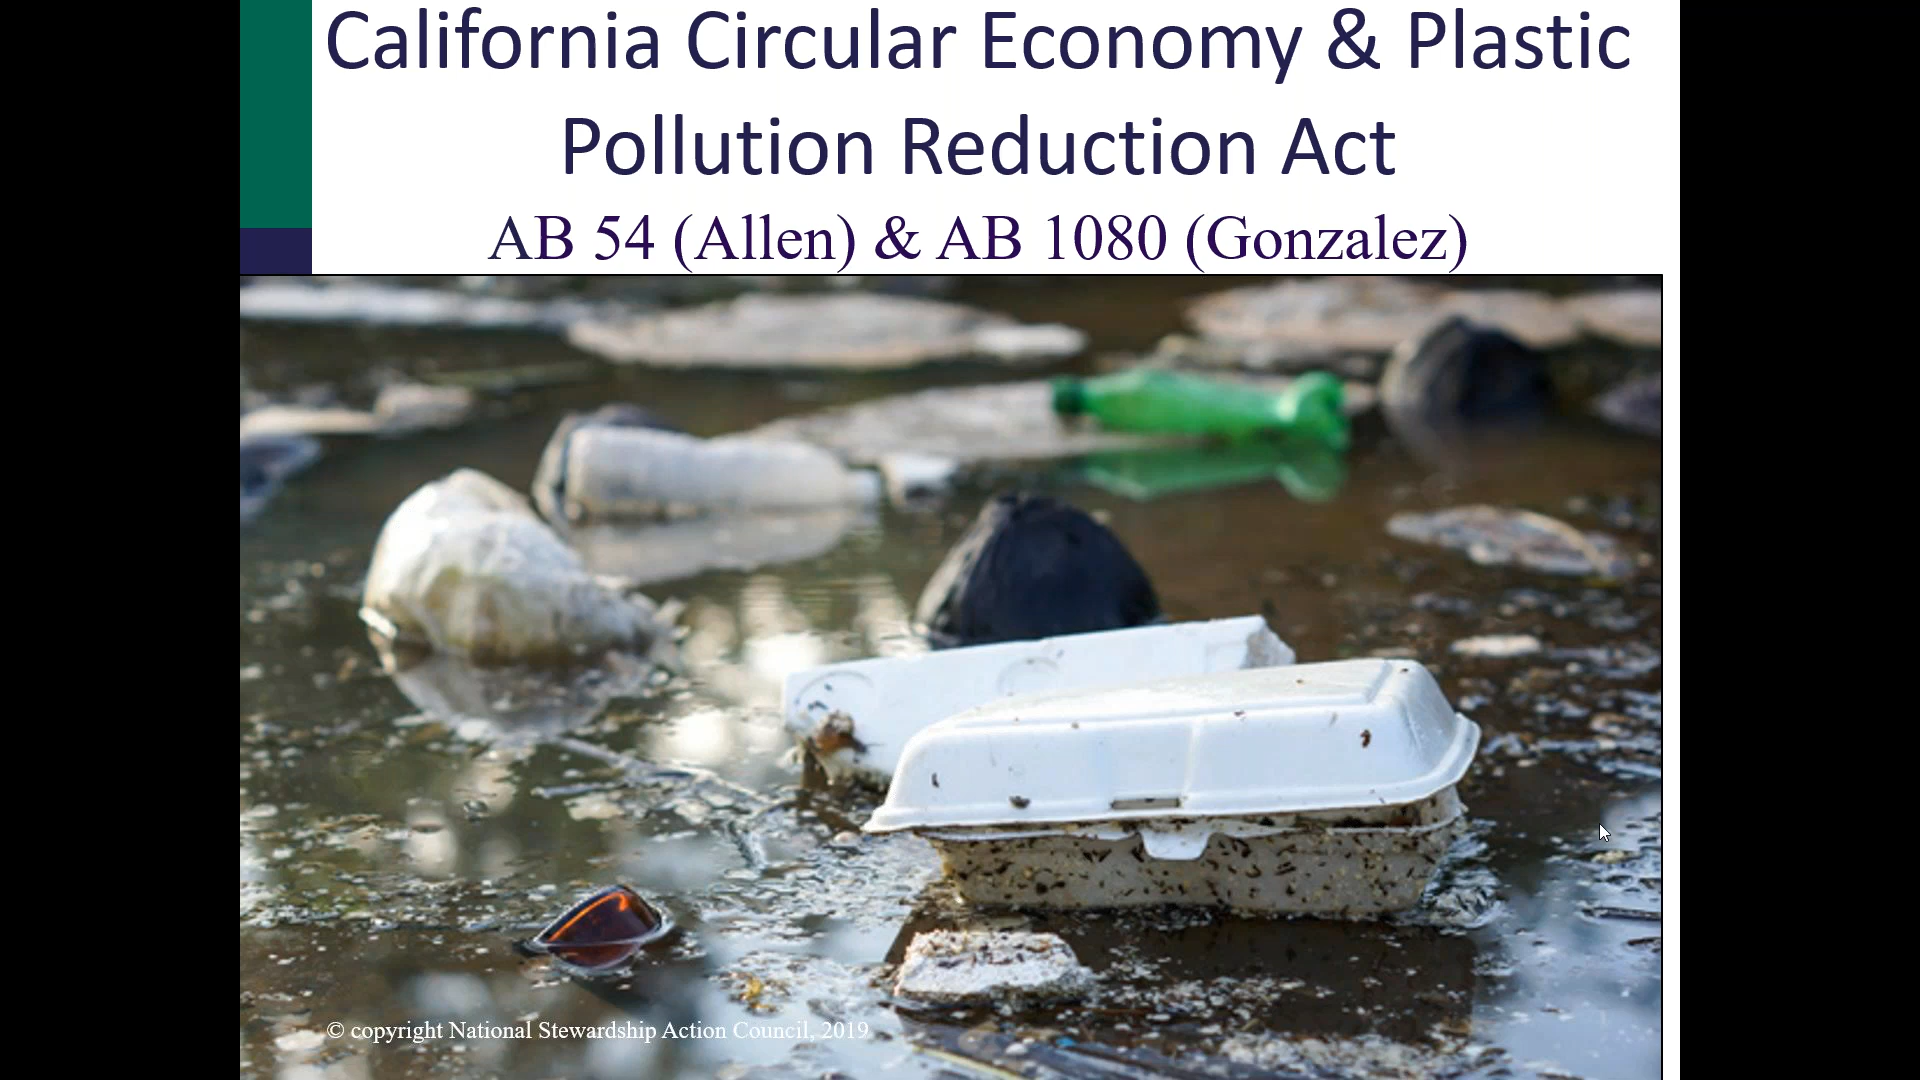 California Circular Economy & Plastic
Pollution Reduction Act
AB 54 (Allen) & AB 1080 (Gonzalez)
© copyright National Stewardship Action Council, 2019